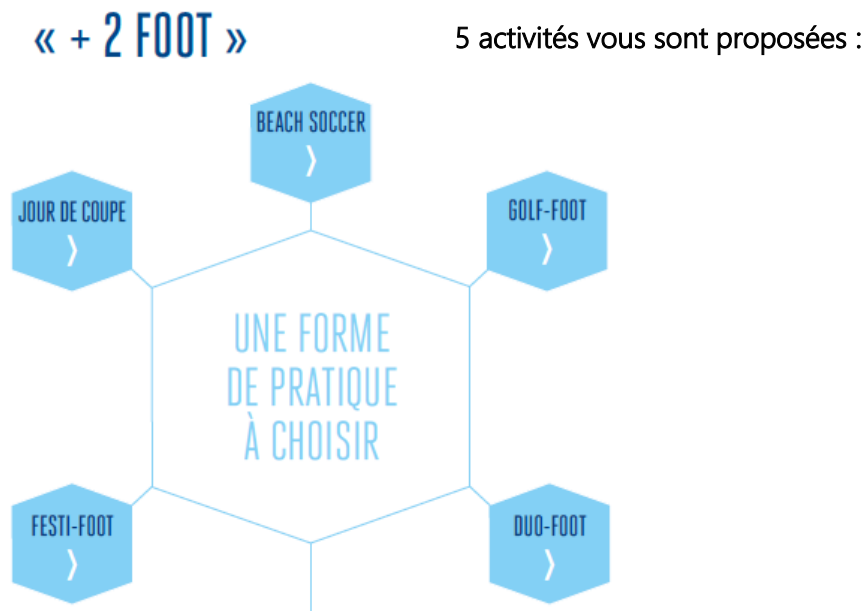 « + 2 FOOT »
5 activités vous sont proposées :
BEACH SOCCER
JOUR DE COUPE
GOLF-FOOT
UNE FORME
DE PRATIQUE
À CHOISIR
FESTI-FOOT
DUO-FOOT